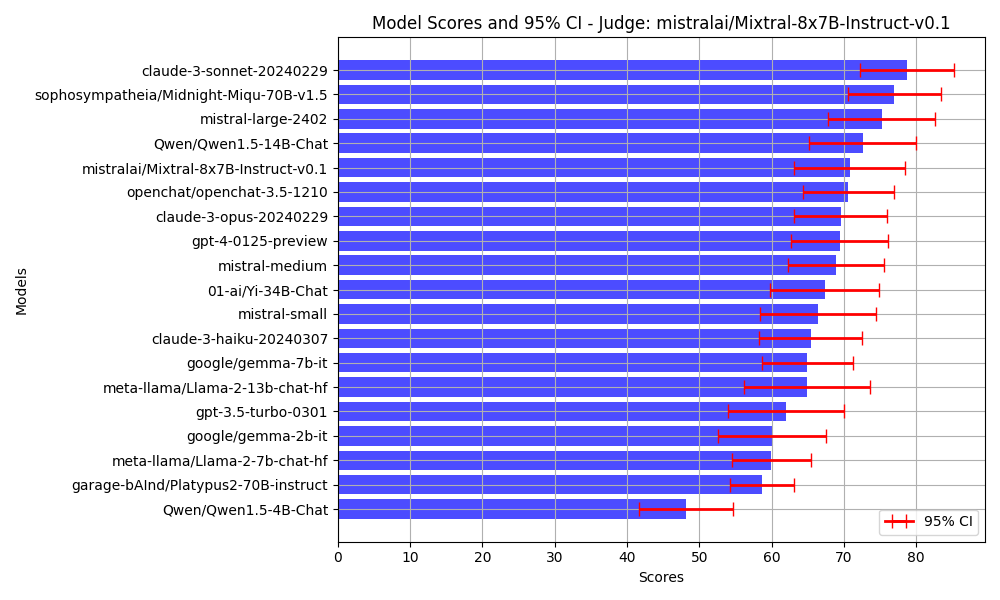 Model Scores and 95% CI - Judge: mistralai/Mixtral-8x7B-Instruct-v0.1
Models
claude-3-sonnet-20240229
sophosympatheia/Midnight-Miqu-70B-v1.5
mistral-large-2402
Qwen/Qwen1.5-14B-Chat
mistralai/Mixtral-8x7B-Instruct-v0.1
openchat/openchat-3.5-1210
claude-3-opus-20240229
gpt-4-0125-preview
mistral-medium
01-ai/Yi-34B-Chat
mistral-small
claude-3-haiku-20240307
google/gemma-7b-it
meta-llama/Llama-2-13b-chat-hf
gpt-3.5-turbo-0301
google/gemma-2b-it
meta-llama/Llama-2-7b-chat-hf
garage-bAInd/Platypus2-70B-instruct
Qwen/Qwen1.5-4B-Chat
95% CI
0 10 20 30 40 50 60 70 80
Scores